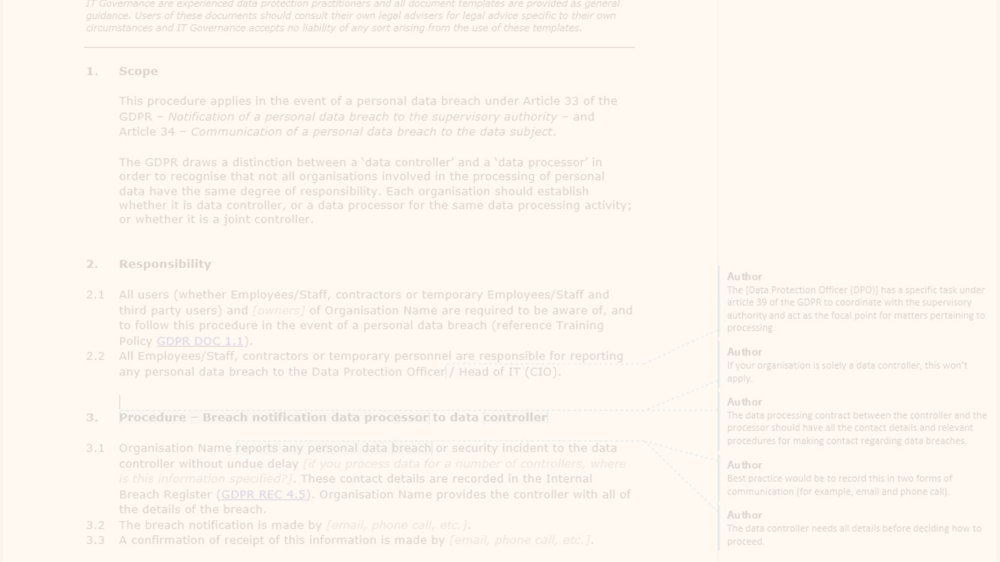 IT Governance are experienced data protection practitioners and all document templates are provided as general
guidance. Users of these documents should consult their own legal advisers for legal advice specific to their own
circumstances and IT Governance accepts no liability of any sort arising from the use of these templates.
1. Scope
This procedure applies in the event of a personal data breach under Article 33 of the
GDPR – Notification of a personal data breach to the supervisory authority – and
Article 34 – Communication of a personal data breach to the data subject.
The GDPR draws a distinction between a ‘data controller’ and a ‘data processor’ in
order to recognise that not all organisations involved in the processing of personal
data have the same degree of responsibility. Each organisation should establish
whether it is data controller, or a data processor for the same data processing activity;
or whether it is a joint controller.
2. Responsibility
2.1 All users (whether Employees/Staff, contractors or temporary Employees/Staff and
third party users) and [owners] of Organisation Name are required to be aware of, and
to follow this procedure in the event of a personal data breach (reference Training
Policy GDPR DOC 1.1).
2.2 All Employees/Staff, contractors or temporary personnel are responsible for reporting
any personal data breach to the Data Protection Officer / Head of IT (CIO).
3. Procedure – Breach notification data processor to data controller
3.1 Organisation Name reports any personal data breach or security incident to the data
controller without undue delay [if you process data for a number of controllers, where
is this information specified?]. These contact details are recorded in the Internal
Breach Register (GDPR REC 4.5). Organisation Name provides the controller with all of
the details of the breach.
3.2 The breach notification is made by [email, phone call, etc.].
3.3 A confirmation of receipt of this information is made by [email, phone call, etc.].
Author
The [Data Protection Officer (DPO)] has a specific task under
article 39 of the GDPR to coordinate with the supervisory
authority and act as the focal point for matters pertaining to
processing.
Author
If your organisation is solely a data controller, this won’t
apply.
Author
The data processing contract between the controller and the
processor should have all the contact details and relevant
procedures for making contact regarding data breaches.
Author
Best practice would be to record this in two forms of
communication (for example, email and phone call).
Author
The data controller needs all details before deciding how to
proceed.